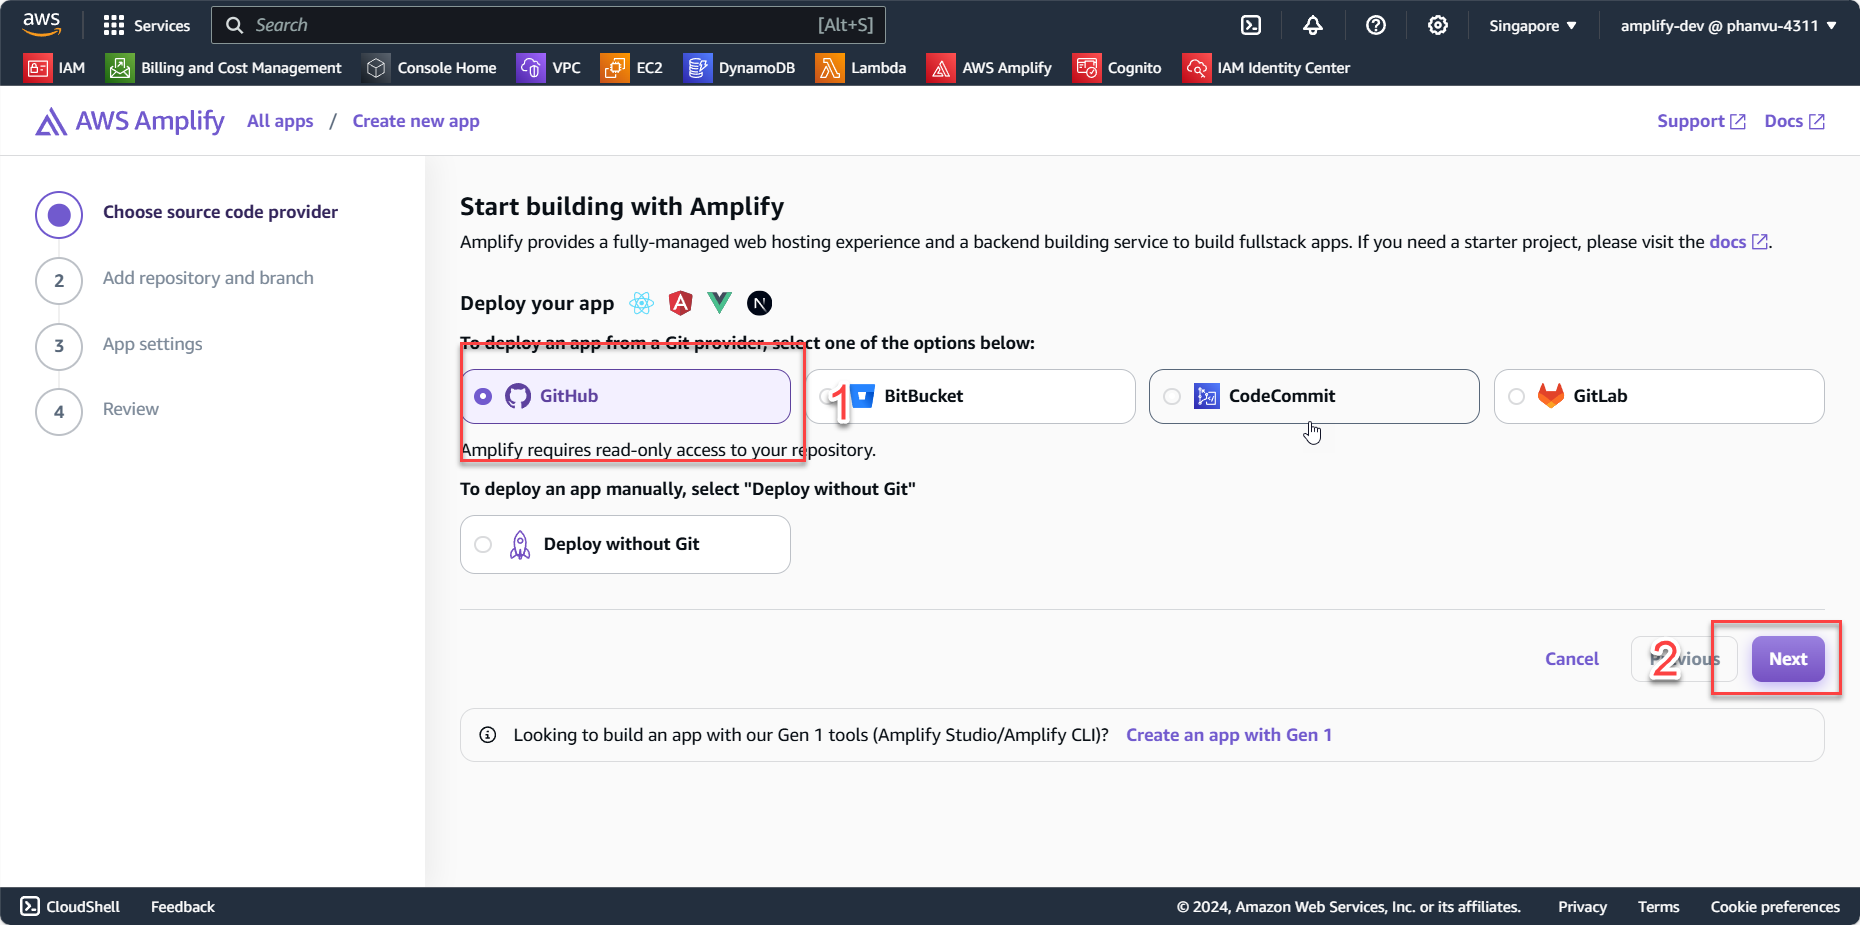 aws
Services
Search
[Alt+S]
Singapore
amplify-dev @ phanvu-4311
IAM
Billing and Cost Management
Console Home
VPC
EC2
DynamoDB
Lambda
AWS Amplify
Cognito
IAM Identity Center
AWS Amplify
All apps / Create new app
Support
Docs
Choose source code provider
2 Add repository and branch
3 App settings
4 Review
Start building with Amplify
Amplify provides a fully-managed web hosting experience and a backend building service to build fullstack apps. If you need a starter project, please visit the docs.
Deploy your app
To deploy an app from a Git provider, select one of the options below:
GitHub
1
BitBucket
CodeCommit
GitLab
Amplify requires read-only access to your repository.
To deploy an app manually, select "Deploy without Git"
Deploy without Git
Cancel
Previous
2
Next
Looking to build an app with our Gen 1 tools (Amplify Studio/Amplify CLI)? Create an app with Gen 1
CloudShell
Feedback
© 2024, Amazon Web Services, Inc. or its affiliates.
Privacy
Terms
Cookie preferences